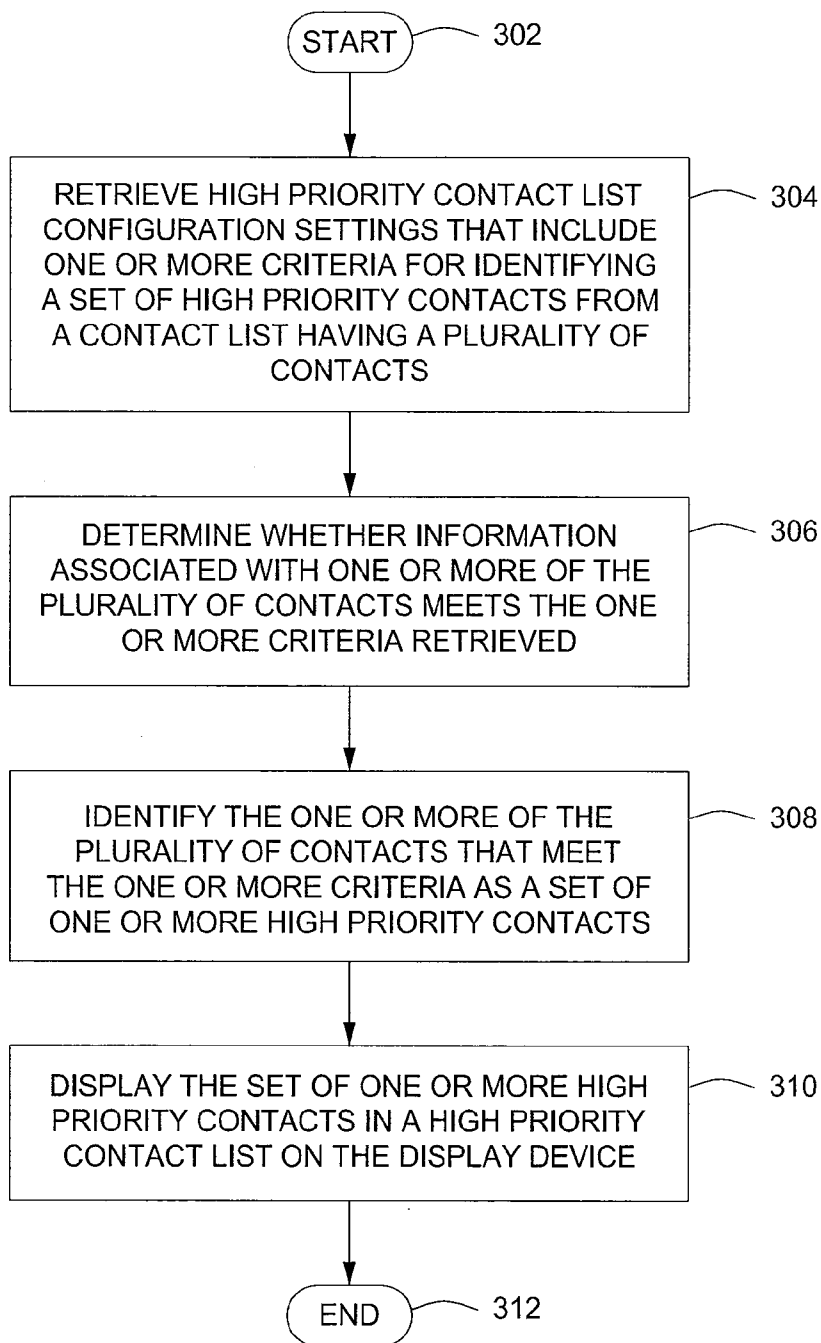 START
302
RETRIEVE HIGH PRIORITY CONTACT LIST
CONFIGURATION SETTINGS THAT INCLUDE
ONE OR MORE CRITERIA FOR IDENTIFYING
A SET OF HIGH PRIORITY CONTACTS FROM
A CONTACT LIST HAVING A PLURALITY OF
CONTACTS
304
DETERMINE WHETHER INFORMATION
ASSOCIATED WITH ONE OR MORE OF THE
PLURALITY OF CONTACTS MEETS THE ONE
OR MORE CRITERIA RETRIEVED
306
IDENTIFY THE ONE OR MORE OF THE
PLURALITY OF CONTACTS THAT MEET
THE ONE OR MORE CRITERIA AS A SET OF
ONE OR MORE HIGH PRIORITY CONTACTS
308
DISPLAY THE SET OF ONE OR MORE HIGH
PRIORITY CONTACTS IN A HIGH PRIORITY
CONTACT LIST ON THE DISPLAY DEVICE
310
END
312